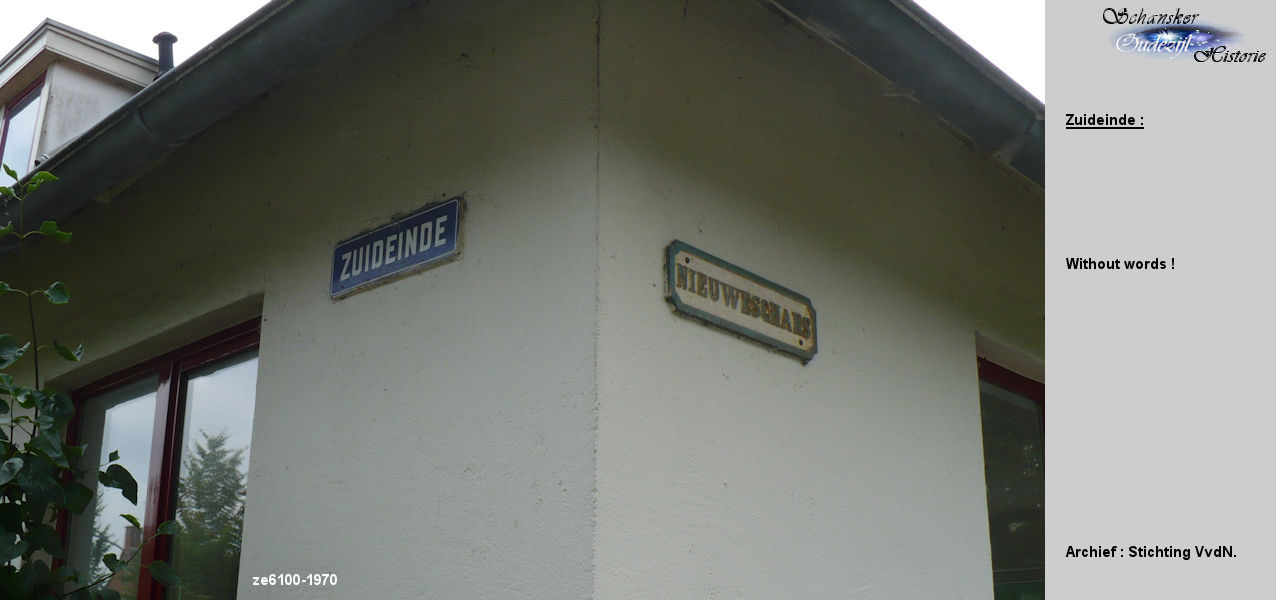 Schansker
Oudezijl
Historie
Zuideinde :
ZUIDEINDE
NIEUWESCHANS
Without words !
Archief : Stichting VvdN.
ze6100-1970